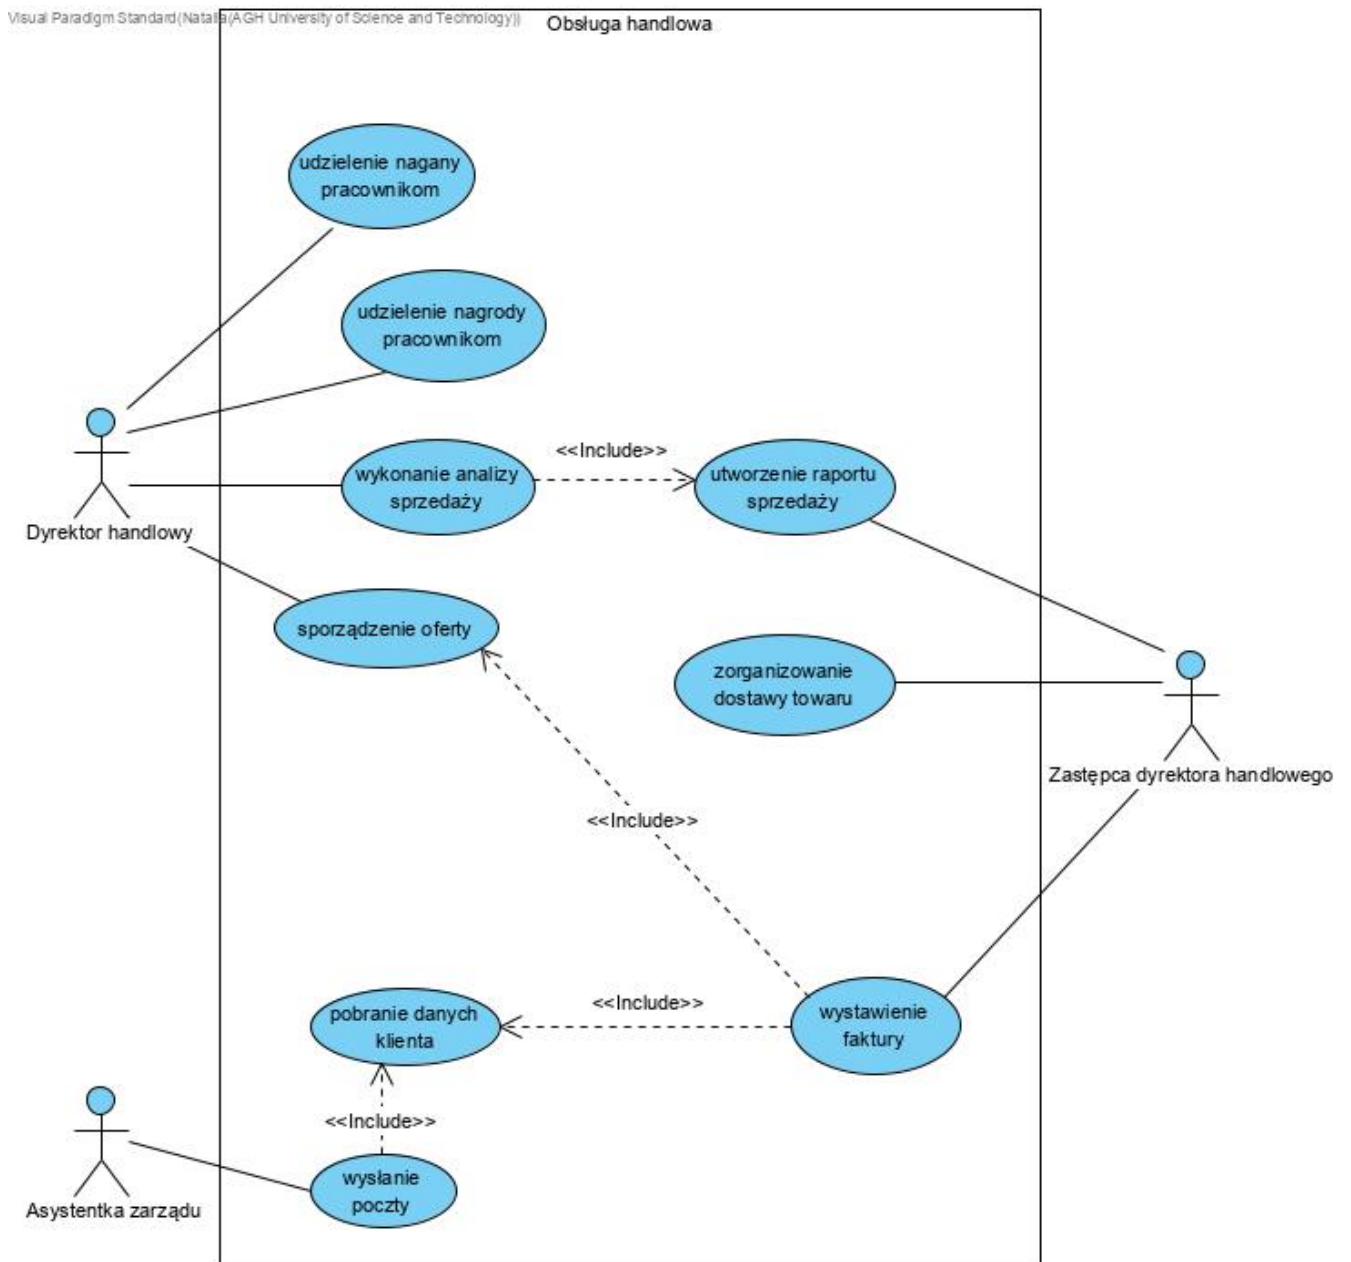 Visual Paradigm Standard(Natalia(AGH University of Science and Technology))
Obsługa handlowa
udzielenie nagany
pracownikom
udzielenie nagrody
pracownikom
<<Include>>
wykonanie analizy
sprzedaży
utworzenie raportu
sprzedaży
Dyrektor handlowy
sporządzenie oferty
zorganizowanie
dostawy towaru
Zastępca dyrektora handlowego
<<Include>>
<<Include>>
pobranie danych
klienta
wystawienie
faktury
<<Include>>
wysłanie
poczty
Asystentka zarządu